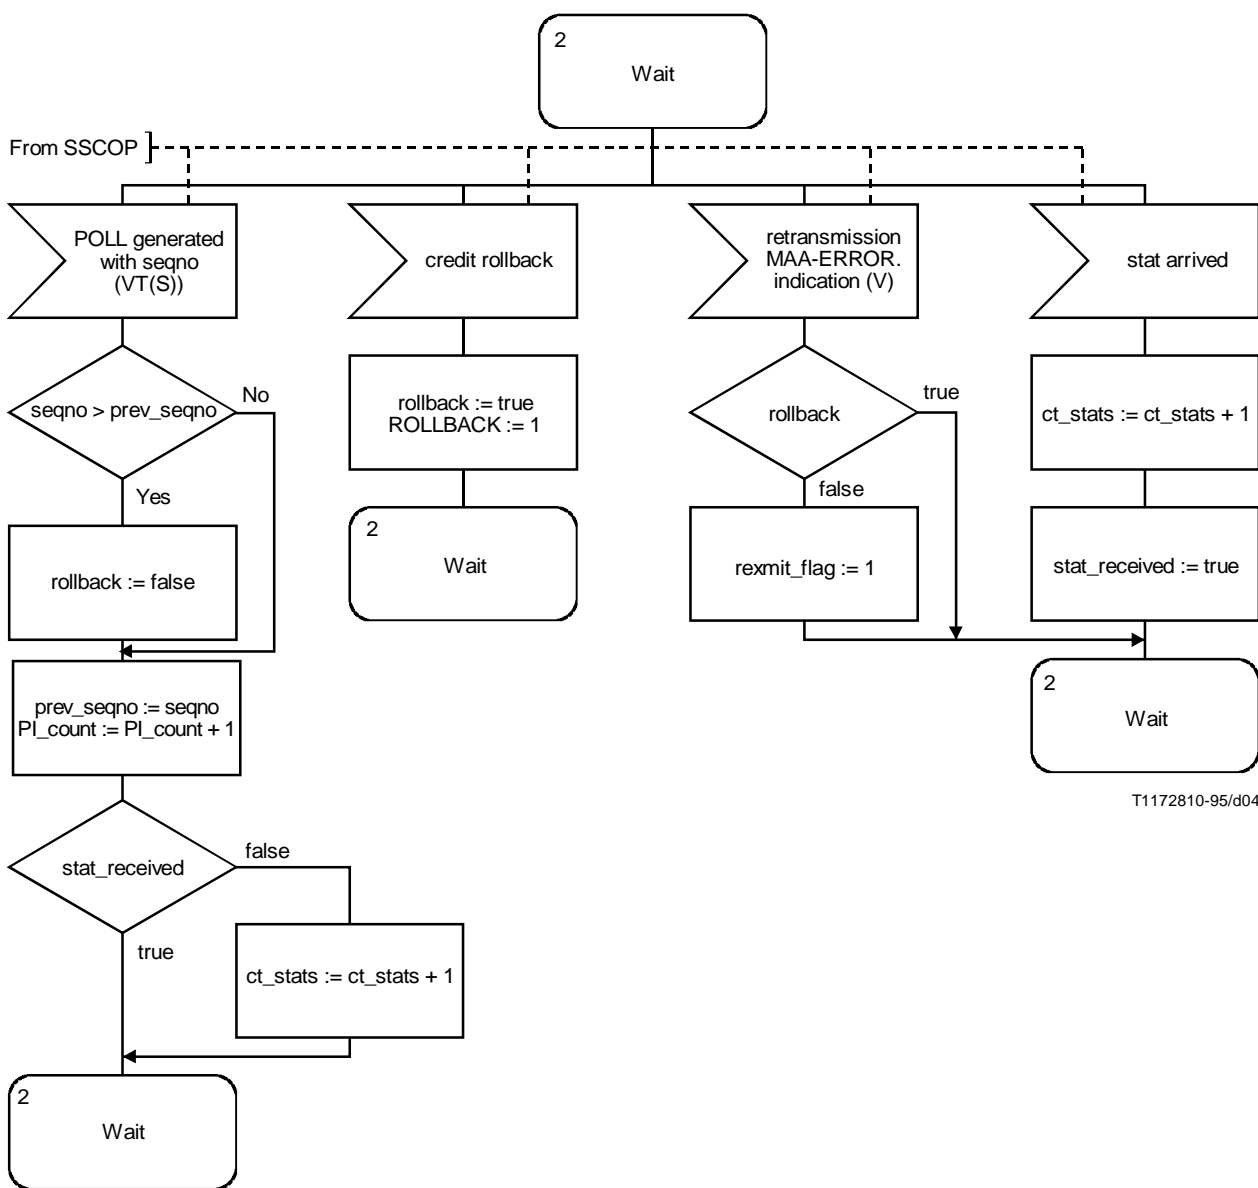 2
Wait
From SSCOP
POLL generated
with seqno
(VT(S))
credit rollback
retransmission
MAA-ERROR.
indication (V)
stat arrived
seqno > prev_seqno
No
Yes
rollback := true
ROLLBACK := 1
rollback
true
false
ct_stats := ct_stats + 1
rollback := false
2
Wait
rexmit_flag := 1
stat_received := true
prev_seqno := seqno
PI_count := PI_count + 1
2
Wait
T1172810-95/d04
stat_received
false
true
ct_stats := ct_stats + 1
2
Wait